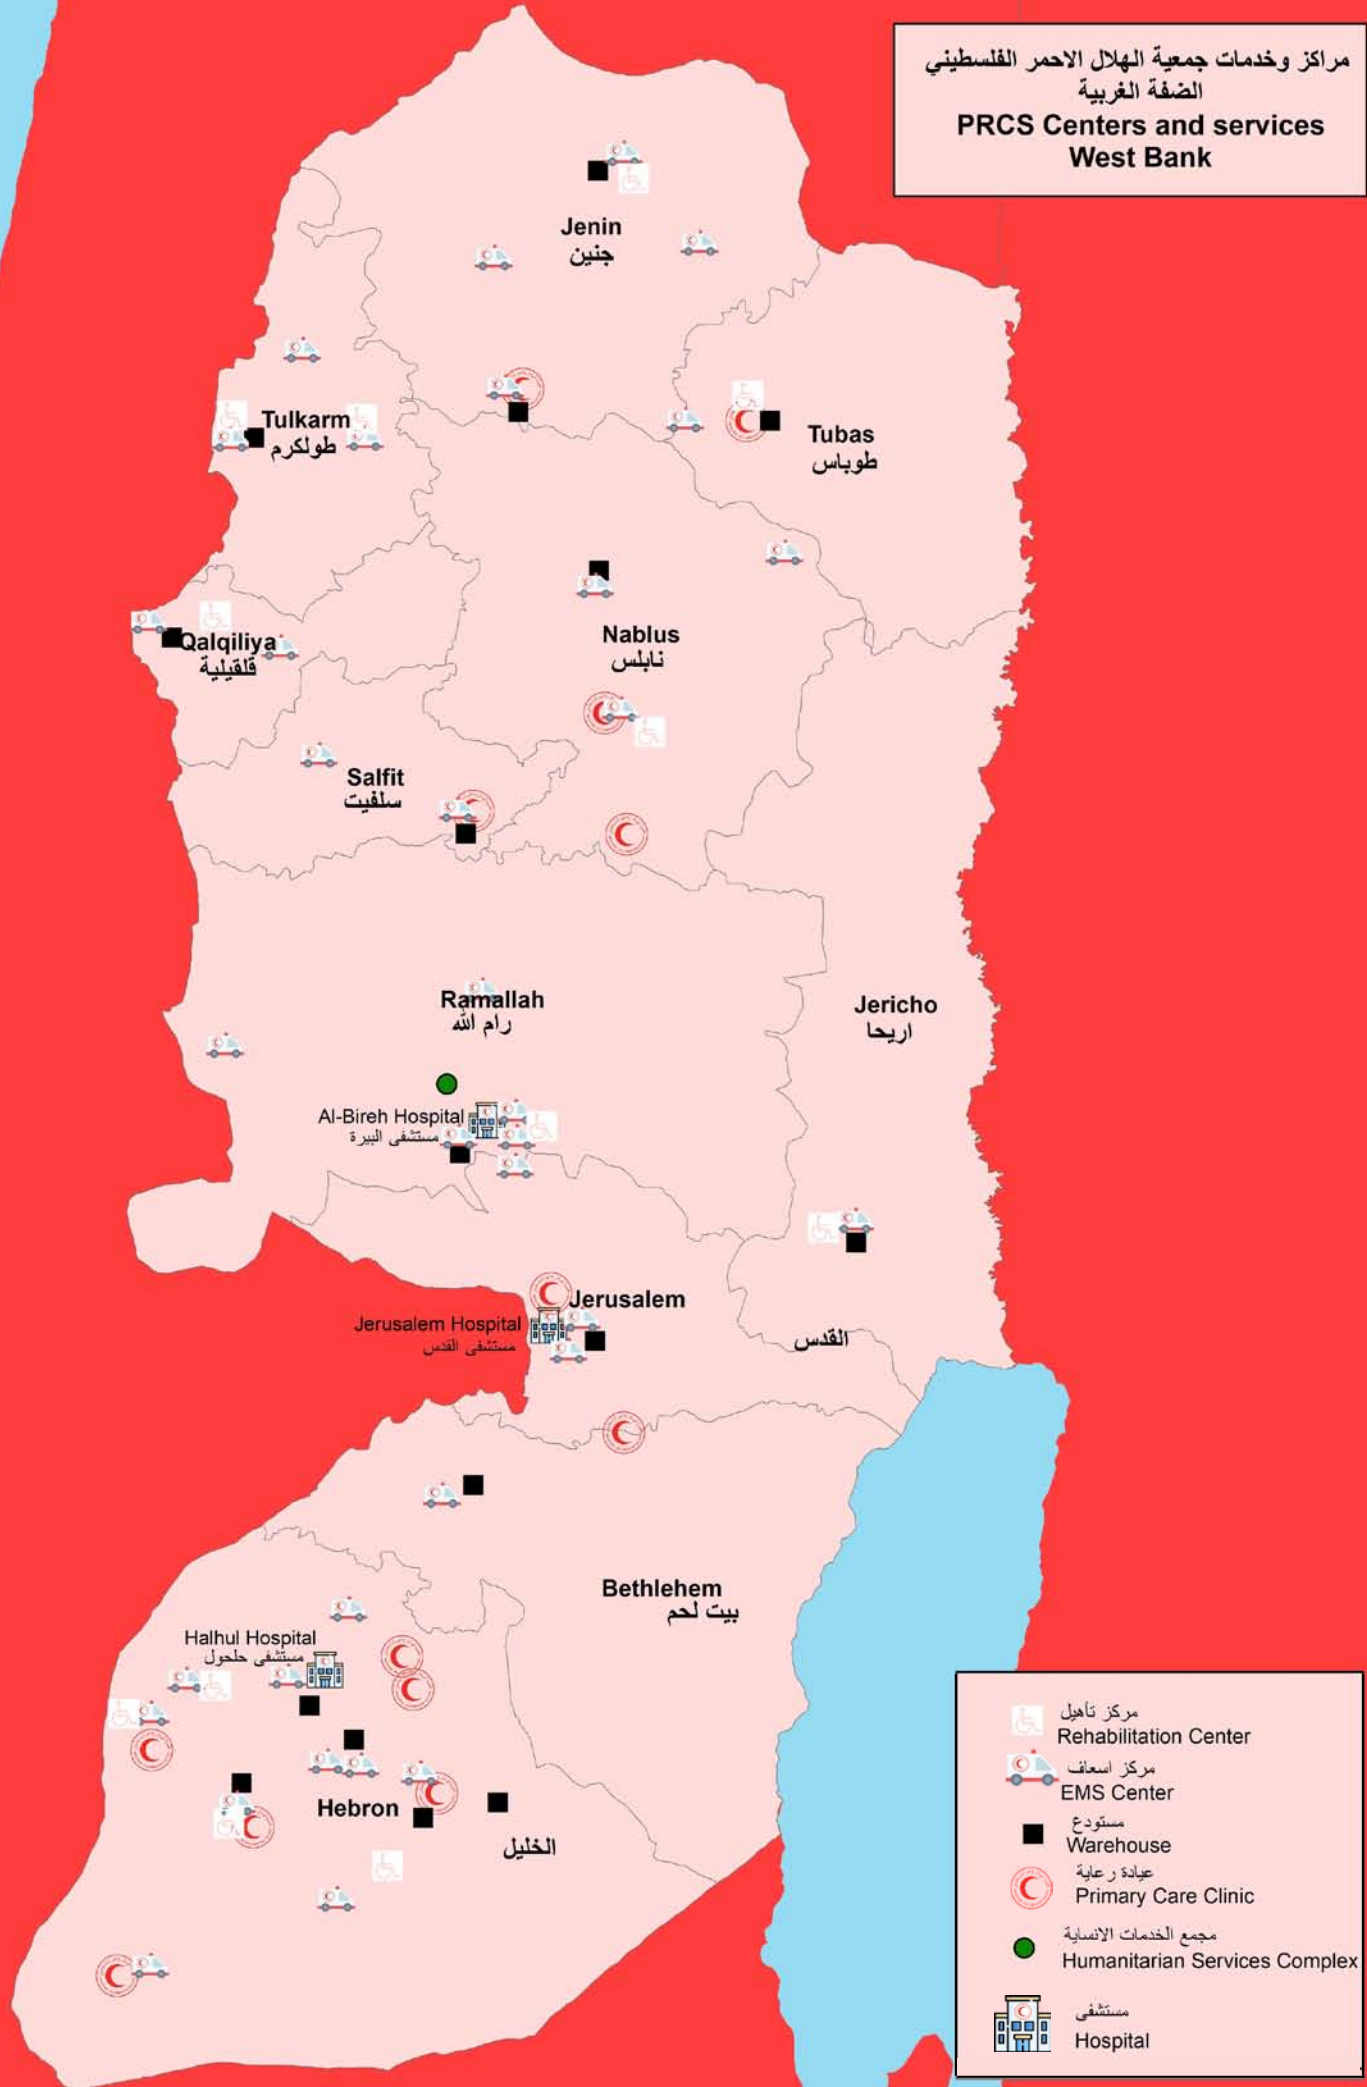 مراكز وخدمات جمعية الهلال الاحمر الفلسطيني
الضفة الغربية
PRCS Centers and services
West Bank
Jenin
جنين
Tulkarm
طولكرم
Tubas
طوباس
Qalqiliya
قلقيلية
Nablus
نابلس
Salfit
سلفيت
Ramallah
رام الله
Jericho
اريحا
Al-Bireh Hospital
مستشفى البيرة
Jerusalem
القدس
Jerusalem Hospital
مستشفى القدس
Bethlehem
بيت لحم
Halhul Hospital
مستشفى حلحول
Hebron
الخليل
مركز تأهيل
Rehabilitation Center
مركز اسعاف
EMS Center
مستودع
Warehouse
عيادة رعاية
Primary Care Clinic
مجمع الخدمات الانساية
Humanitarian Services Complex
مستشفى
Hospital